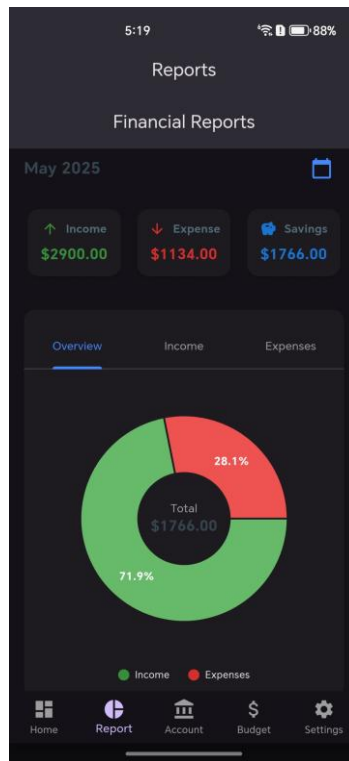 5:19 88%
Reports
Financial Reports
May 2025
Income Expense Savings
$2900.00 $1134.00 $1766.00
Overview Income Expenses
28.1%
Total
$1766.00
71.9%
Income Expenses
Home Report Account Budget Settings